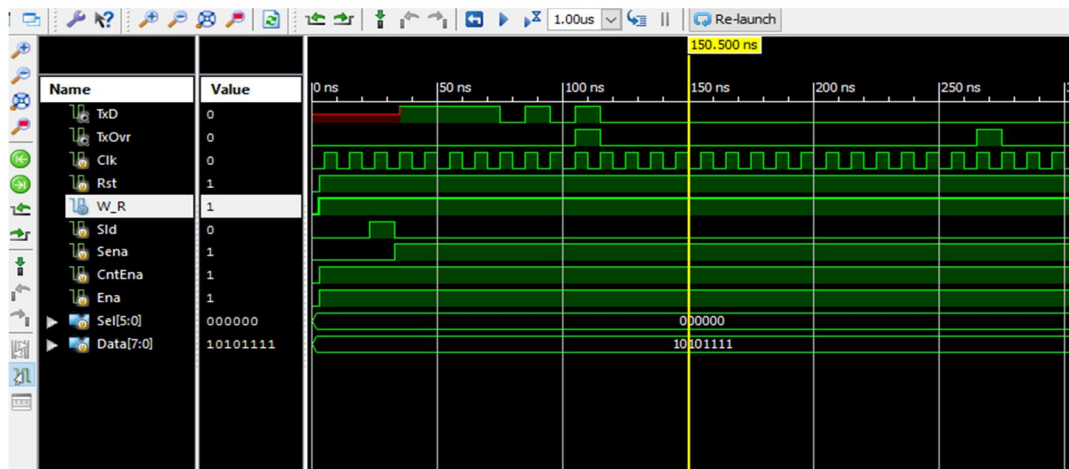 1.00us Re-launch
150.500 ns
Name Value
0 ns 50 ns 100 ns 150 ns 200 ns 250 ns
TxD 0
TxOvr 0
Clk 0
Rst 1
W_R 1
Sld 0
Sena 1
CntEna 1
Ena 1
Sel[5:0] 000000 000000
Data[7:0] 10101111 10101111